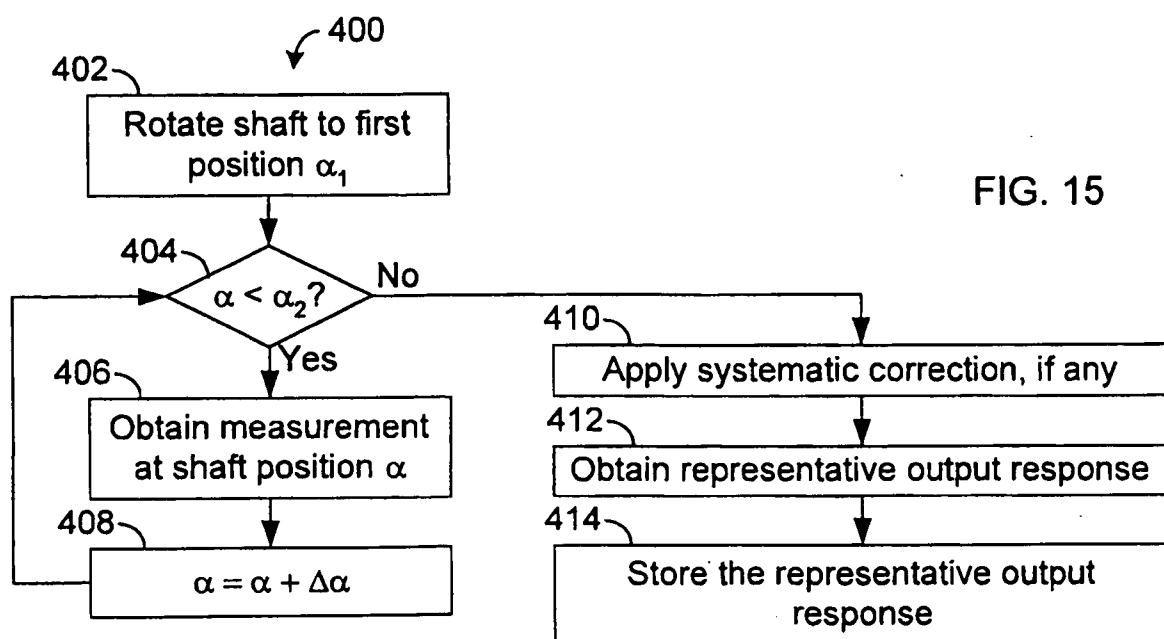 400
402
Rotate shaft to first
position α₁
FIG. 15
404
α < α₂?
No
Yes
406
Obtain measurement
at shaft position α
408
α = α + Δα
410
Apply systematic correction, if any
412
Obtain representative output response
414
Store the representative output
response